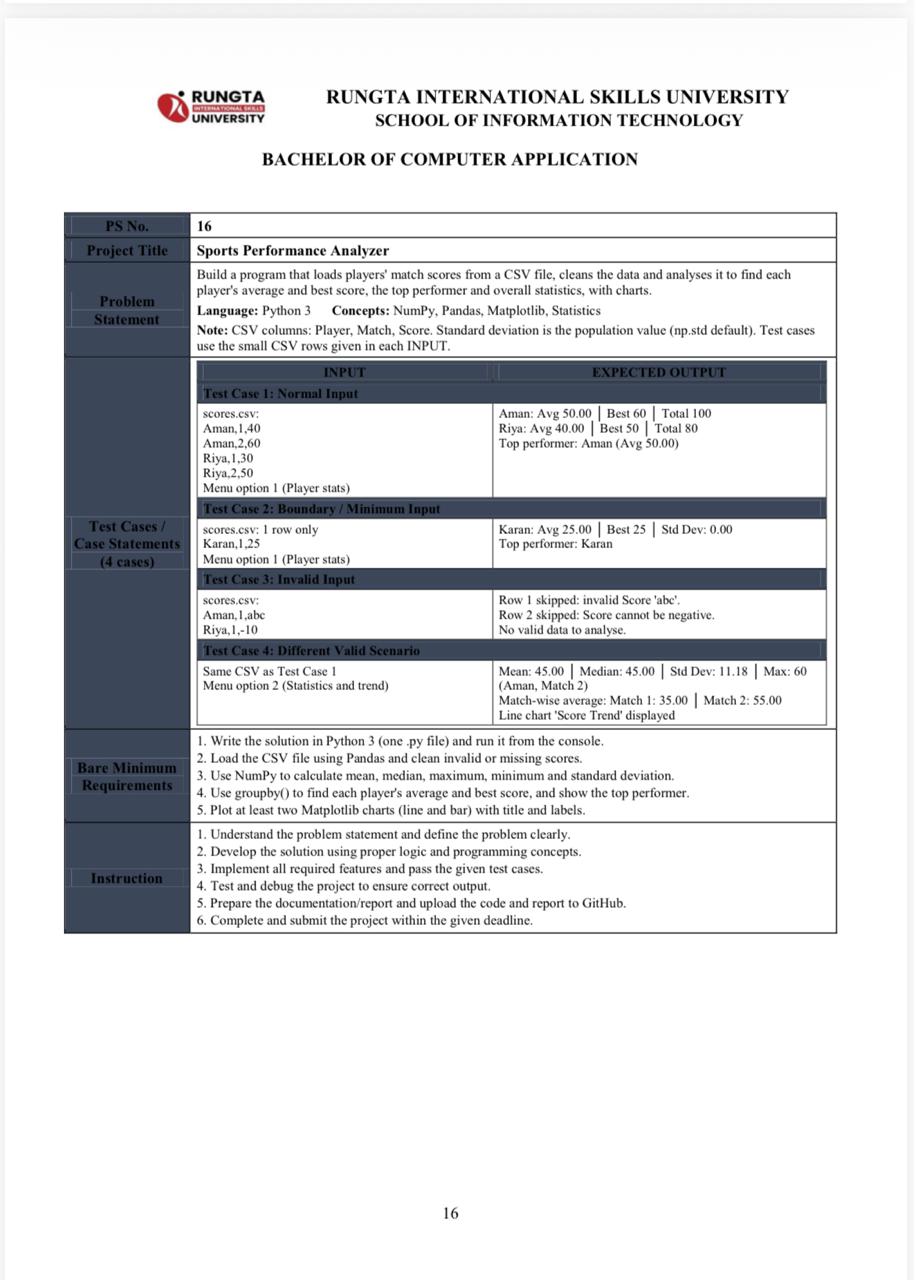 RUNGTA
INTERNATIONAL SKILLS
UNIVERSITY
RUNGTA INTERNATIONAL SKILLS UNIVERSITY
SCHOOL OF INFORMATION TECHNOLOGY
BACHELOR OF COMPUTER APPLICATION
PS No.
16
Project Title
Sports Performance Analyzer
Problem
Statement
Build a program that loads players' match scores from a CSV file, cleans the data and analyses it to find each
player's average and best score, the top performer and overall statistics, with charts.
Language: Python 3 Concepts: NumPy, Pandas, Matplotlib, Statistics
Note: CSV columns: Player, Match, Score. Standard deviation is the population value (np.std default). Test cases
use the small CSV rows given in each INPUT.
Test Cases /
Case Statements
(4 cases)
INPUT
EXPECTED OUTPUT
Test Case 1: Normal Input
scores.csv:
Aman,1,40
Aman,2,60
Riya,1,30
Riya,2,50
Menu option 1 (Player stats)
Aman: Avg 50.00 | Best 60 | Total 100
Riya: Avg 40.00 | Best 50 | Total 80
Top performer: Aman (Avg 50.00)
Test Case 2: Boundary / Minimum Input
scores.csv: 1 row only
Karan,1,25
Menu option 1 (Player stats)
Karan: Avg 25.00 | Best 25 | Std Dev: 0.00
Top performer: Karan
Test Case 3: Invalid Input
scores.csv:
Aman,1,abc
Riya,1,-10
Row 1 skipped: invalid Score 'abc'.
Row 2 skipped: Score cannot be negative.
No valid data to analyse.
Test Case 4: Different Valid Scenario
Same CSV as Test Case 1
Menu option 2 (Statistics and trend)
Mean: 45.00 | Median: 45.00 | Std Dev: 11.18 | Max: 60
(Aman, Match 2)
Match-wise average: Match 1: 35.00 | Match 2: 55.00
Line chart 'Score Trend' displayed
Bare Minimum
Requirements
1. Write the solution in Python 3 (one .py file) and run it from the console.
2. Load the CSV file using Pandas and clean invalid or missing scores.
3. Use NumPy to calculate mean, median, maximum, minimum and standard deviation.
4. Use groupby() to find each player's average and best score, and show the top performer.
5. Plot at least two Matplotlib charts (line and bar) with title and labels.
Instruction
1. Understand the problem statement and define the problem clearly.
2. Develop the solution using proper logic and programming concepts.
3. Implement all required features and pass the given test cases.
4. Test and debug the project to ensure correct output.
5. Prepare the documentation/report and upload the code and report to GitHub.
6. Complete and submit the project within the given deadline.
16